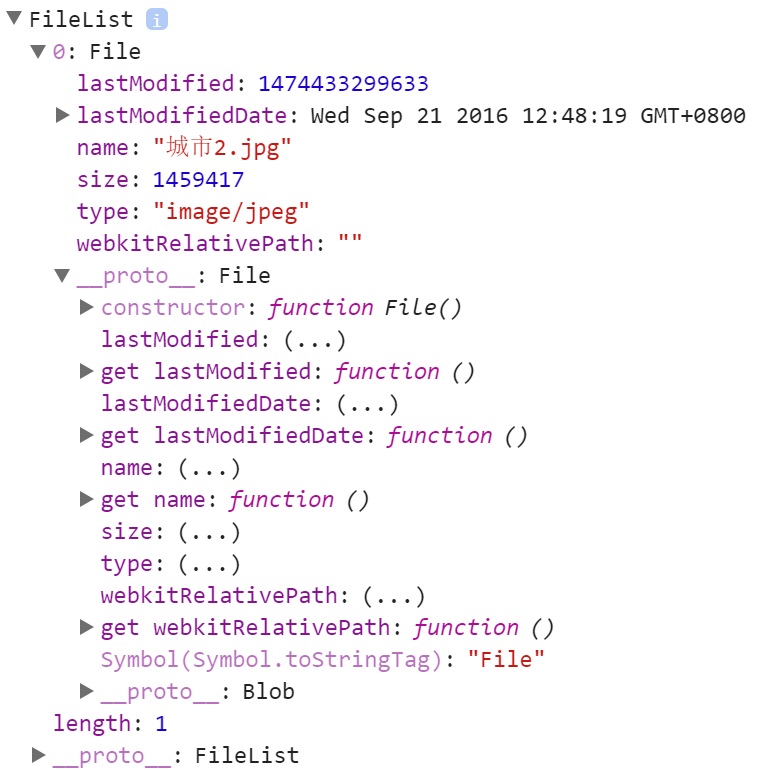 FileList i
0: File
lastModified: 1474433299633
lastModifiedDate: Wed Sep 21 2016 12:48:19 GMT+0800
name: "城市2.jpg"
size: 1459417
type: "image/jpeg"
webkitRelativePath: ""
__proto__: File
constructor: function File()
lastModified: (...)
get lastModified: function ()
lastModifiedDate: (...)
get lastModifiedDate: function ()
name: (...)
get name: function ()
size: (...)
type: (...)
webkitRelativePath: (...)
get webkitRelativePath: function ()
Symbol(Symbol.toStringTag): "File"
__proto__: Blob
length: 1
__proto__: FileList